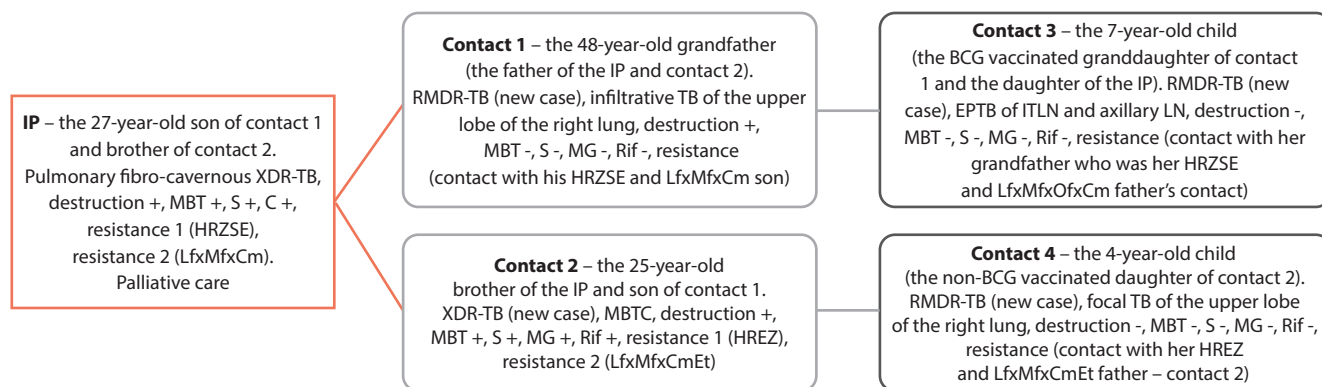 IP – the 27-year-old son of contact 1
and brother of contact 2.
Pulmonary fibro-cavernous XDR-TB,
destruction +, MBT +, S +, C +,
resistance 1 (HRZSE),
resistance 2 (LfxMfxCm).
Palliative care
Contact 1 – the 48-year-old grandfather
(the father of the IP and contact 2).
RMDR-TB (new case), infiltrative TB of the upper
lobe of the right lung, destruction +,
MBT -, S -, MG -, Rif -, resistance
(contact with his HRZSE and LfxMfxCm son)
Contact 2 – the 25-year-old
brother of the IP and son of contact 1.
XDR-TB (new case), MBTC, destruction +,
MBT +, S +, MG +, Rif +, resistance 1 (HREZ),
resistance 2 (LfxMfxCmEt)
Contact 3 – the 7-year-old child
(the BCG vaccinated granddaughter of contact
1 and the daughter of the IP). RMDR-TB (new
case), EPTB of ITLN and axillary LN, destruction -,
MBT -, S -, MG -, Rif -, resistance (contact with her
grandfather who was her HRZSE
and LfxMfxOfxCm father’s contact)
Contact 4 – the 4-year-old child
(the non-BCG vaccinated daughter of contact 2).
RMDR-TB (new case), focal TB of the upper lobe
of the right lung, destruction -, MBT -, S -, MG -, Rif -,
resistance (contact with her HREZ
and LfxMfxCmEt father – contact 2)